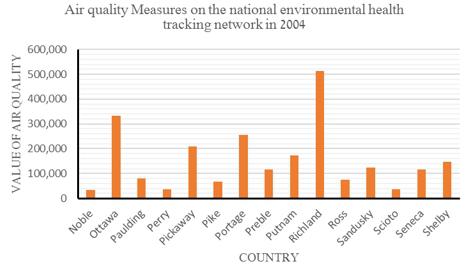 Air quality Measures on the national environmental health
tracking network in 2004
VALUE OF AIR QUALITY
600,000
500,000
400,000
300,000
200,000
100,000
0
Noble
Ottawa
Paulding
Perry
Pickaway
Pike
Portage
Preble
Putnam
Richland
Ross
Sandusky
Scioto
Seneca
Shelby
COUNTRY